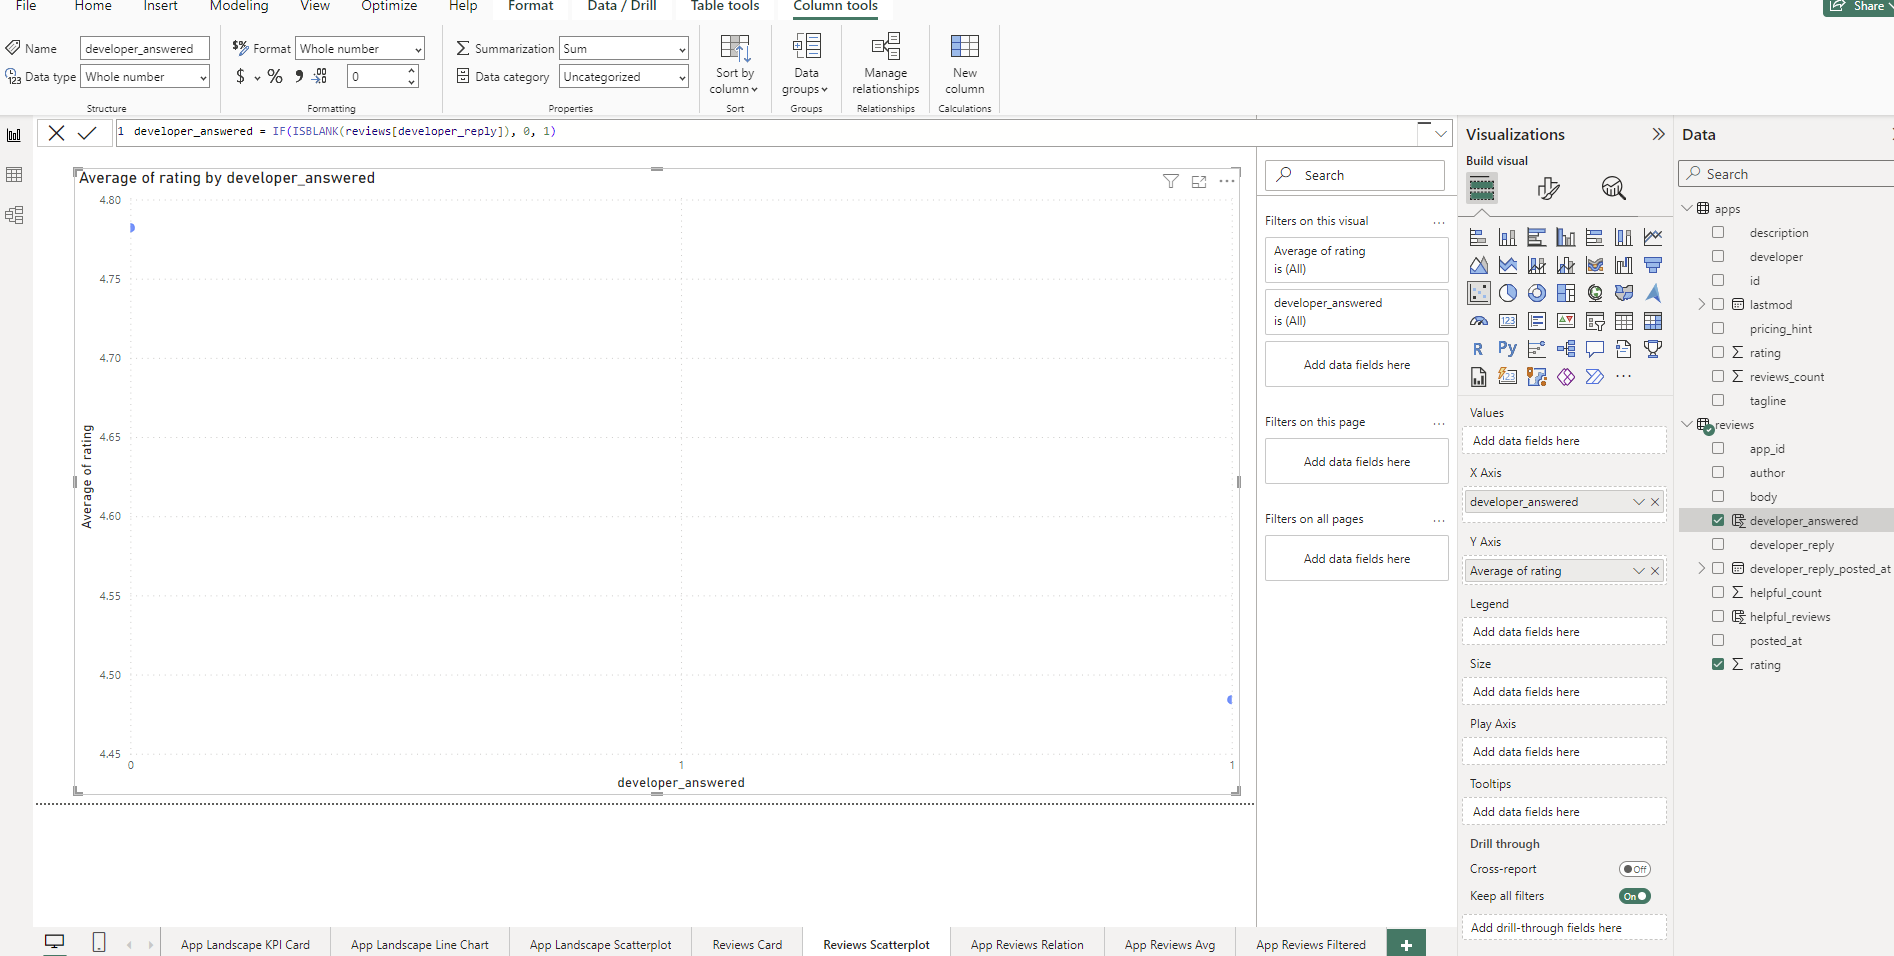 File Home Insert Modeling View Optimize Help Format Data / Drill Table tools Column tools Share
Name developer_answered
Data type Whole number
Structure
Format Whole number
$ % 0
Formatting
Summarization Sum
Data category Uncategorized
Properties
Sort by
column
Sort
Data
groups
Groups
Manage
relationships
Relationships
New
column
Calculations
1 developer_answered = IF(ISBLANK(reviews[developer_reply]), 0, 1)
Average of rating by developer_answered
4.80
4.75
4.70
4.65
4.60
4.55
4.50
4.45
Average of rating
0 1 1
developer_answered
Search
Filters on this visual
Average of rating
is (All)
developer_answered
is (All)
Add data fields here
Filters on this page
Add data fields here
Filters on all pages
Add data fields here
Visualizations
Build visual
123
R Py
123
Values
Add data fields here
X Axis
developer_answered
Y Axis
Average of rating
Legend
Add data fields here
Size
Add data fields here
Play Axis
Add data fields here
Tooltips
Add data fields here
Drill through
Cross-report Off
Keep all filters On
Add drill-through fields here
Data
Search
apps
description
developer
id
lastmod
pricing_hint
rating
reviews_count
tagline
reviews
app_id
author
body
developer_answered
developer_reply
developer_reply_posted_at
helpful_count
helpful_reviews
posted_at
rating
App Landscape KPI Card App Landscape Line Chart App Landscape Scatterplot Reviews Card Reviews Scatterplot App Reviews Relation App Reviews Avg App Reviews Filtered